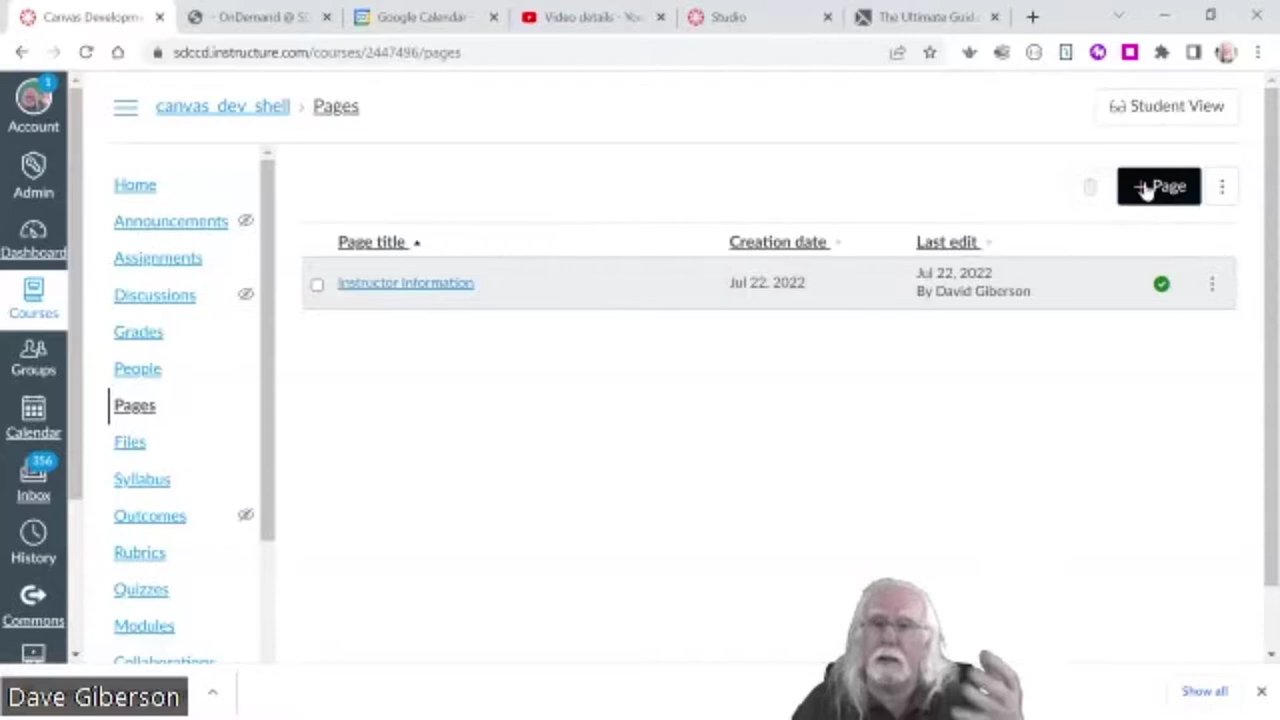 Canvas Developm
- OnDemand @ SD
Google Calendar -
Video details - You
Studio
The Ultimate Guid
sdccd.instructure.com/courses/2447496/pages
1
Account
Admin
Dashboard
Courses
Groups
Calendar
356
Inbox
History
Commons
canvas_dev_shell › Pages
Student View
Home
Announcements
Assignments
Discussions
Grades
People
Pages
Files
Syllabus
Outcomes
Rubrics
Quizzes
Modules
Collaborations
+ Page
Page title
Creation date
Last edit
Instructor Information
Jul 22, 2022
Jul 22, 2022
By David Giberson
Dave Giberson
Show all